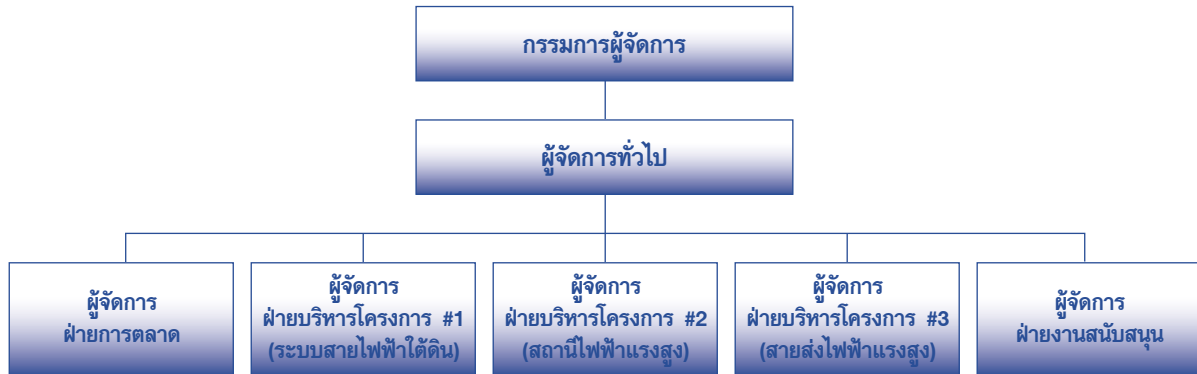 กรรมการผู้จัดการ
ผู้จัดการทั่วไป
ผู้จัดการ
ฝ่ายการตลาด
ผู้จัดการ
ฝ่ายบริหารโครงการ #1
(ระบบสายไฟฟ้าใต้ดิน)
ผู้จัดการ
ฝ่ายบริหารโครงการ #2
(สถานีไฟฟ้าแรงสูง)
ผู้จัดการ
ฝ่ายบริหารโครงการ #3
(สายส่งไฟฟ้าแรงสูง)
ผู้จัดการ
ฝ่ายงานสนับสนุน